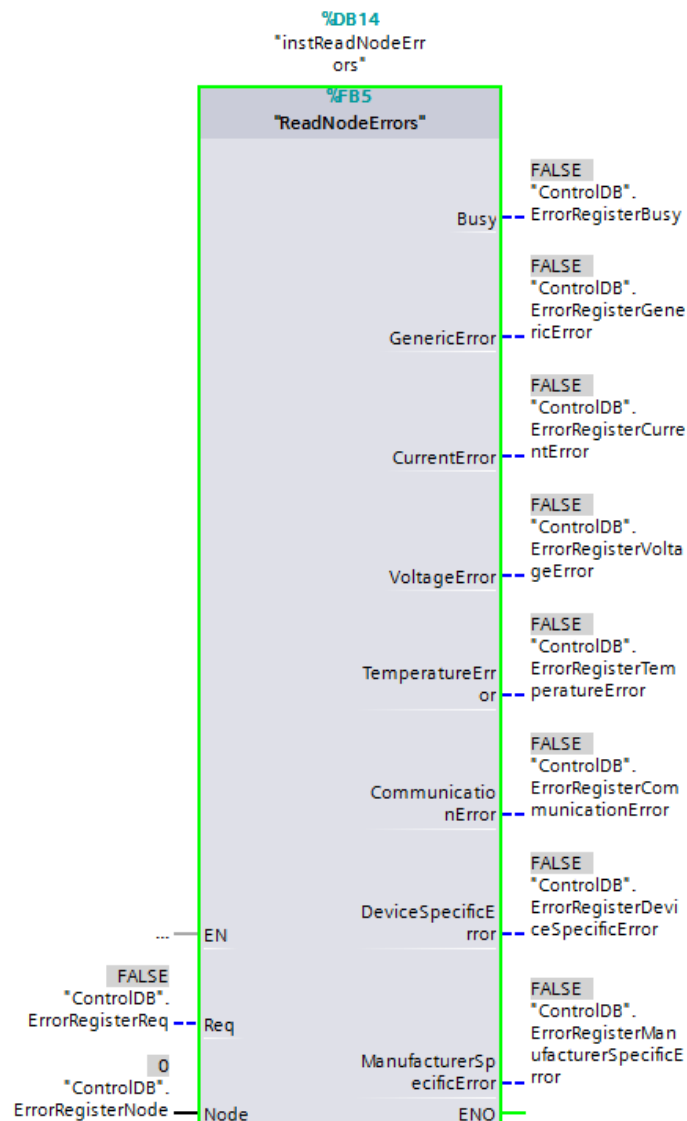 %DB14
"instReadNodeErr
ors"
%FB5
"ReadNodeErrors"
FALSE
"ControlDB".
Busy
ErrorRegisterBusy
FALSE
"ControlDB".
ErrorRegisterGene
GenericError
ricError
FALSE
"ControlDB".
ErrorRegisterCurre
CurrentError
ntError
FALSE
"ControlDB".
ErrorRegisterVolta
VoltageError
geError
FALSE
"ControlDB".
TemperatureErr
or
ErrorRegisterTem
peratureError
FALSE
"ControlDB".
Communicatio
nError
ErrorRegisterCom
municationError
FALSE
"ControlDB".
DeviceSpecificE
rror
ErrorRegisterDevi
ceSpecificError
...
EN
FALSE
"ControlDB".
ErrorRegisterReq
Req
FALSE
"ControlDB".
ManufacturerSp
ecificError
ErrorRegisterMan
ufacturerSpecificE
rror
0
"ControlDB".
ErrorRegisterNode
Node
ENO